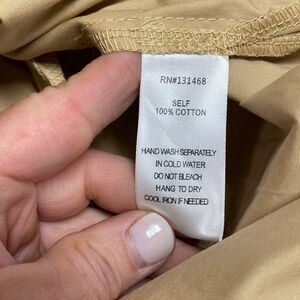 RN#131468
SELF
100% COTTON
HAND WASH SEPARATELY
IN COLD WATER
DO NOT BLEACH
HANG TO DRY
COOL IRON IF NEEDED